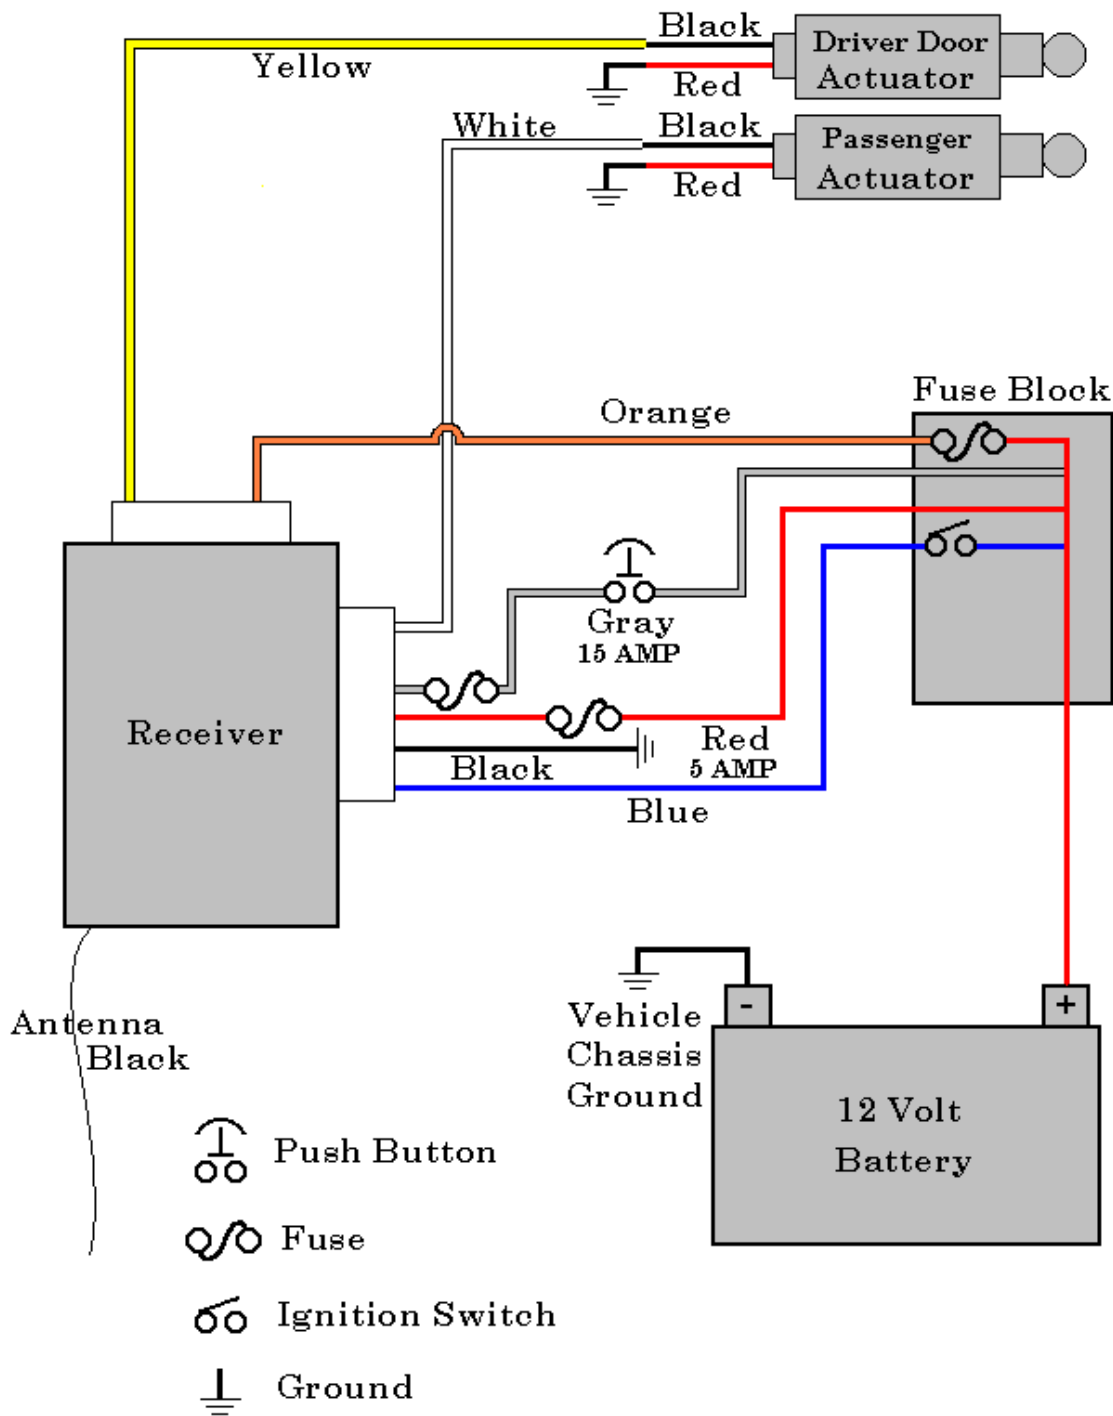 Black
Yellow
Red
Driver Door
Actuator
White
Black
Red
Passenger
Actuator
Fuse Block
Orange
Gray
15 AMP
Receiver
Red
5 AMP
Black
Blue
Antenna
Black
Vehicle
Chassis
Ground
-
+
12 Volt
Battery
Push Button
Fuse
Ignition Switch
Ground